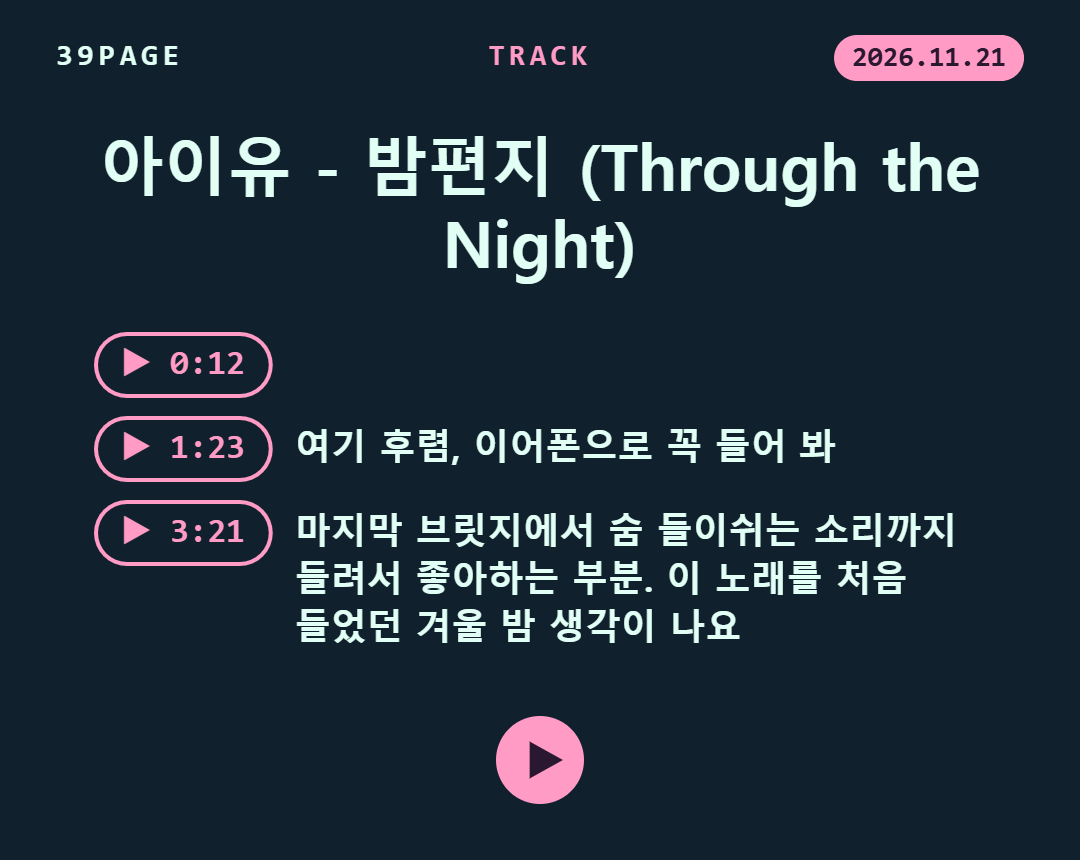 39PAGE
TRACK
2026.11.21
아이유 - 밤편지 (Through the
Night)
▶ 0:12
▶ 1:23 여기 후렴, 이어폰으로 꼭 들어 봐
▶ 3:21 마지막 브릿지에서 숨 들이쉬는 소리까지
들려서 좋아하는 부분. 이 노래를 처음
들었던 겨울 밤 생각이 나요